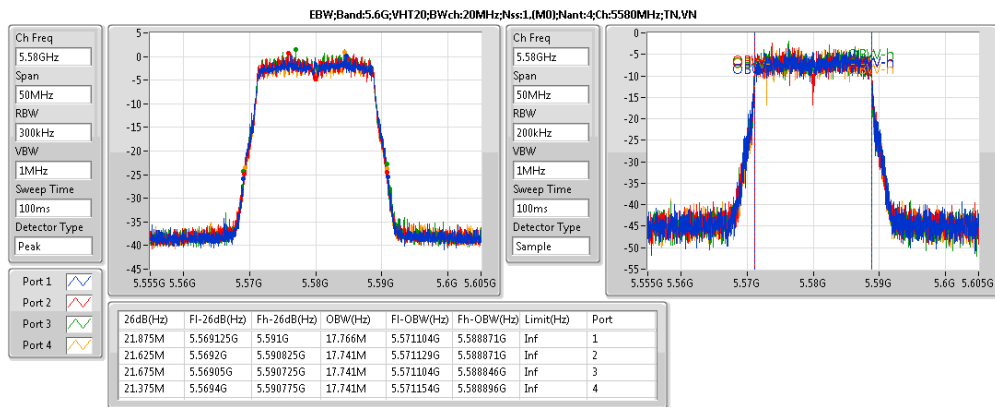 EBW;Band:5.6G;VHT20;BWch:20MHz;Nss:1,(M0);Nant:4;Ch:5580MHz;TN,VN
Ch Freq
5.58GHz
Span
50MHz
RBW
300kHz
VBW
1MHz
Sweep Time
100ms
Detector Type
Peak
5
0
-5
-10
-15
-20
-25
-30
-35
-40
-45
5.555G 5.56G 5.57G 5.58G 5.59G 5.6G 5.605G
Ch Freq
5.58GHz
Span
50MHz
RBW
200kHz
VBW
1MHz
Sweep Time
100ms
Detector Type
Sample
0
-5
-10
-15
-20
-25
-30
-35
-40
-45
-50
-55
OBW-h
5.555G 5.56G 5.57G 5.58G 5.59G 5.6G 5.605G
Port 1
Port 2
Port 3
Port 4
26dB(Hz) Fl-26dB(Hz) Fh-26dB(Hz) OBW(Hz) Fl-OBW(Hz) Fh-OBW(Hz) Limit(Hz) Port
21.875M 5.569125G 5.591G 17.766M 5.571104G 5.588871G Inf 1
21.625M 5.5692G 5.590825G 17.741M 5.571129G 5.588871G Inf 2
21.675M 5.56905G 5.590725G 17.741M 5.571104G 5.588846G Inf 3
21.375M 5.5694G 5.590775G 17.741M 5.571154G 5.588896G Inf 4